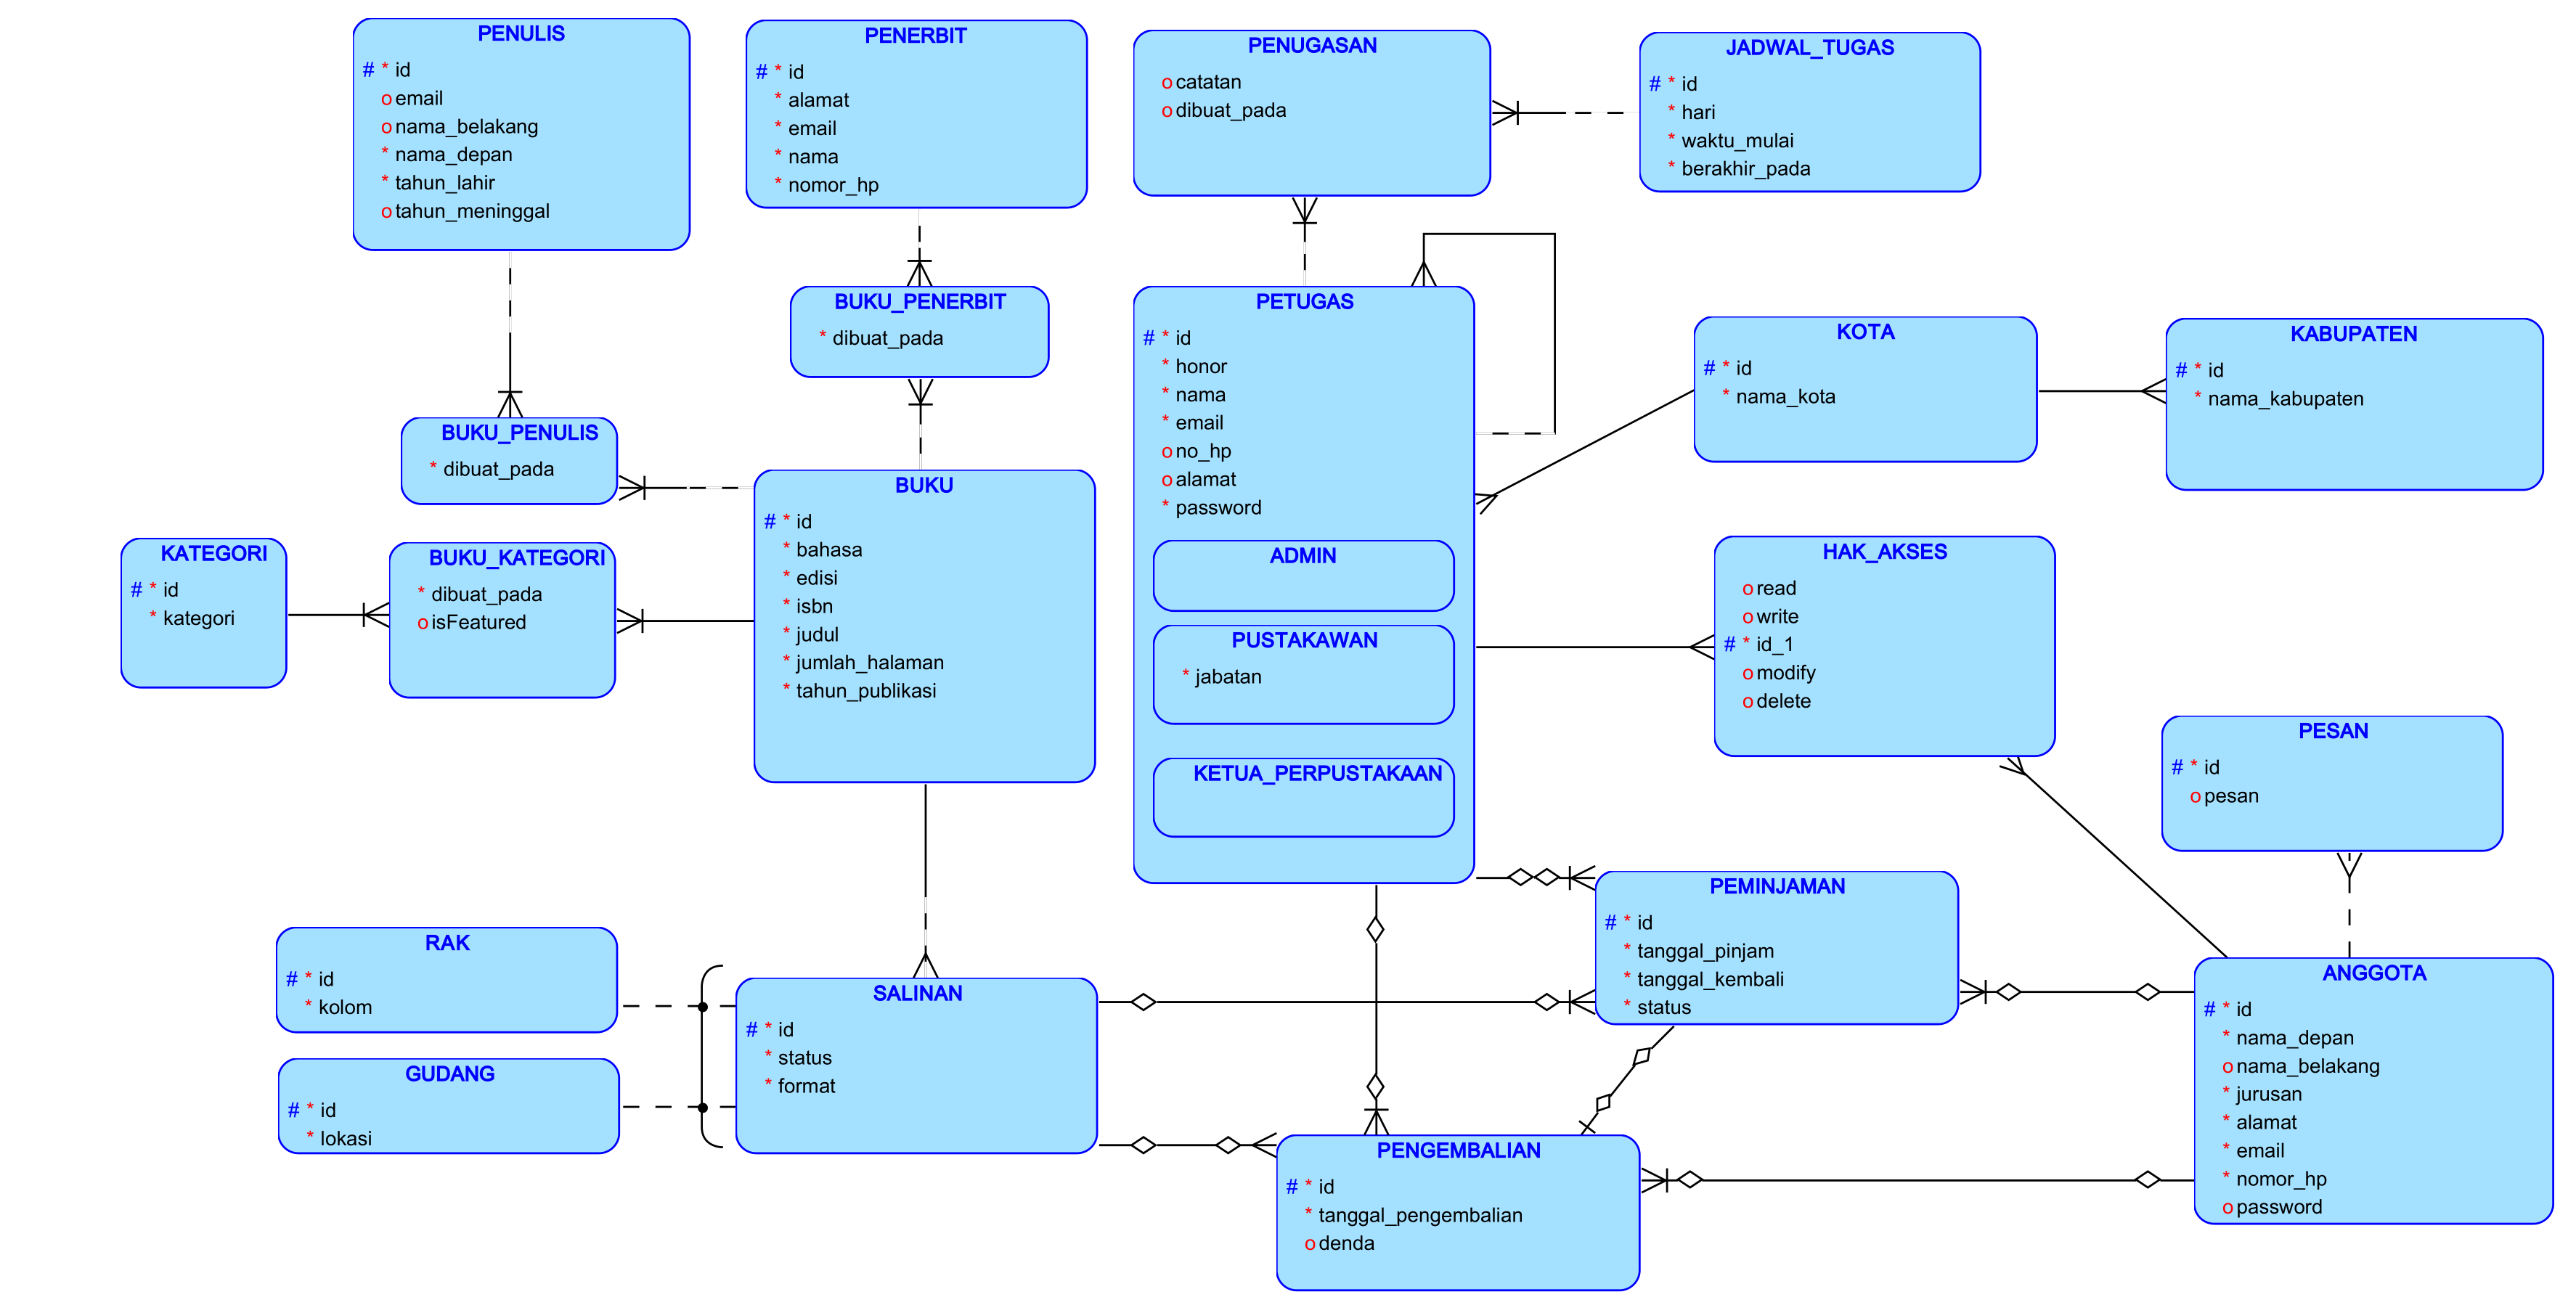 PENULIS
# * id
o email
o nama_belakang
* nama_depan
* tahun_lahir
o tahun_meninggal
PENERBIT
# * id
* alamat
* email
* nama
* nomor_hp
PENUGASAN
o catatan
o dibuat_pada
JADWAL_TUGAS
# * id
* hari
* waktu_mulai
* berakhir_pada
BUKU_PENERBIT
* dibuat_pada
BUKU_PENULIS
* dibuat_pada
KATEGORI
# * id
* kategori
BUKU_KATEGORI
* dibuat_pada
o isFeatured
BUKU
# * id
* bahasa
* edisi
* isbn
* judul
* jumlah_halaman
* tahun_publikasi
PETUGAS
# * id
* honor
* nama
* email
o no_hp
o alamat
* password
ADMIN
PUSTAKAWAN
* jabatan
KETUA_PERPUSTAKAAN
KOTA
# * id
* nama_kota
KABUPATEN
# * id
* nama_kabupaten
HAK_AKSES
o read
o write
# * id_1
o modify
o delete
PESAN
# * id
o pesan
RAK
# * id
* kolom
GUDANG
# * id
* lokasi
SALINAN
# * id
* status
* format
PEMINJAMAN
# * id
* tanggal_pinjam
* tanggal_kembali
* status
PENGEMBALIAN
# * id
* tanggal_pengembalian
o denda
ANGGOTA
# * id
* nama_depan
o nama_belakang
* jurusan
* alamat
* email
* nomor_hp
o password